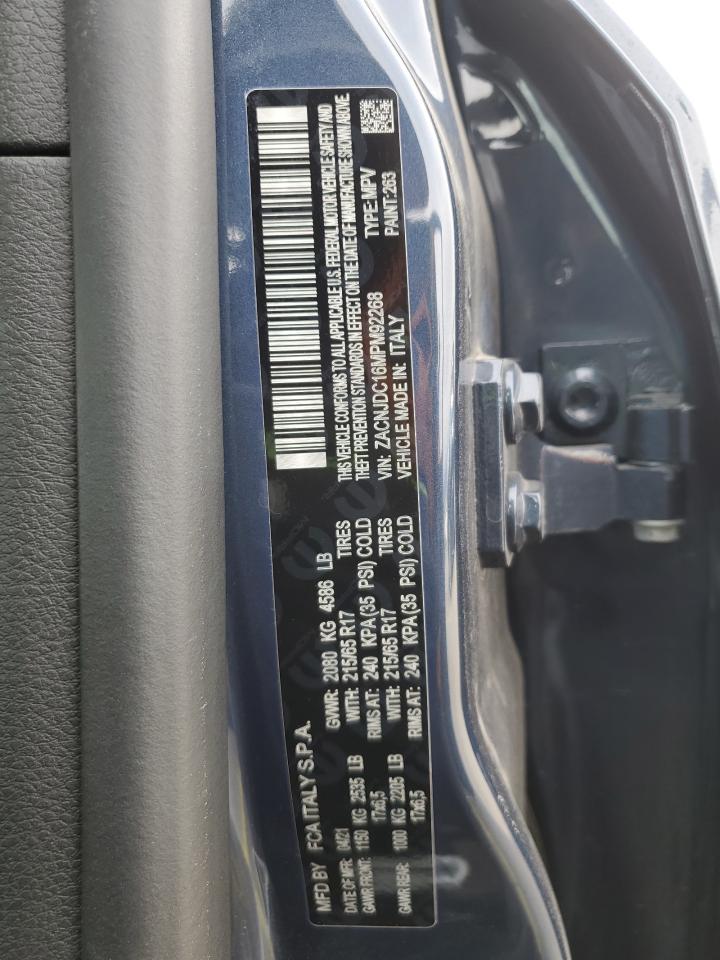 MFD BY FCA ITALY S.P.A.
DATE OF MFR: 04/21 GVWR: 2080 KG 4586 LB
GAWR FRONT: 1150 KG 2535 LB WITH: 215/65 R17 TIRES
17x6,5 RIMS AT: 240 KPA(35 PSI) COLD
GAWR REAR: 1000 KG 2205 LB WITH: 215/65 R17 TIRES
17x6,5 RIMS AT: 240 KPA(35 PSI) COLD
THIS VEHICLE CONFORMS TO ALL APPLICABLE U.S. FEDERAL MOTOR VEHICLE SAFETY AND
THEFT PREVENTION STANDARDS IN EFFECT ON THE DATE OF MANUFACTURE SHOWN ABOVE.
VIN: ZACNJDC16MPM92268 TYPE: MPV
VEHICLE MADE IN: ITALY PAINT: 263